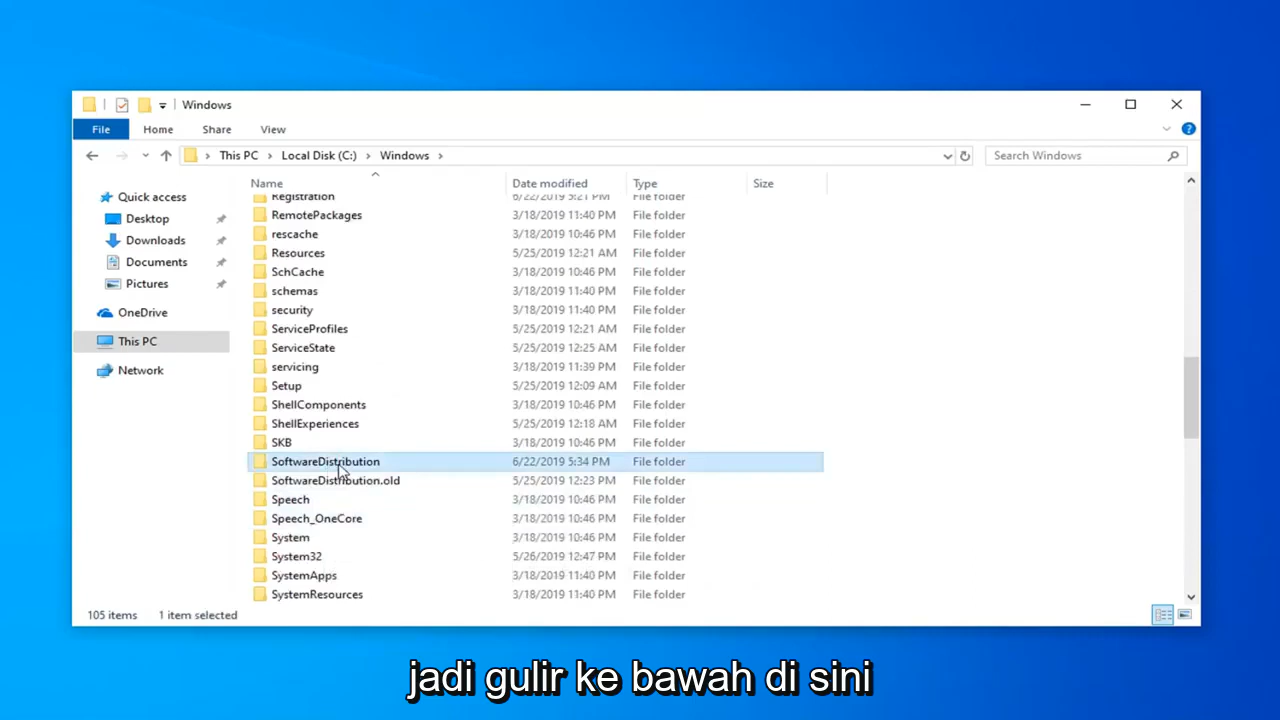 Windows
File Home Share View
This PC Local Disk (C:) Windows
Search Windows
Name Date modified Type Size
Quick access
Desktop
Downloads
Documents
Pictures
OneDrive
This PC
Network
Registration 6/22/2019 5:21 PM File folder
RemotePackages 3/18/2019 11:40 PM File folder
rescache 3/18/2019 10:46 PM File folder
Resources 5/25/2019 12:21 AM File folder
SchCache 3/18/2019 10:46 PM File folder
schemas 3/18/2019 11:40 PM File folder
security 3/18/2019 11:40 PM File folder
ServiceProfiles 5/25/2019 12:21 AM File folder
ServiceState 5/25/2019 12:25 AM File folder
servicing 3/18/2019 11:39 PM File folder
Setup 5/25/2019 12:09 AM File folder
ShellComponents 3/18/2019 10:46 PM File folder
ShellExperiences 5/25/2019 12:18 AM File folder
SKB 3/18/2019 10:46 PM File folder
SoftwareDistribution 6/22/2019 5:34 PM File folder
SoftwareDistribution.old 5/25/2019 12:23 PM File folder
Speech 3/18/2019 10:46 PM File folder
Speech_OneCore 3/18/2019 10:46 PM File folder
System 3/18/2019 10:46 PM File folder
System32 5/26/2019 12:47 PM File folder
SystemApps 3/18/2019 11:40 PM File folder
SystemResources 3/18/2019 11:40 PM File folder
105 items 1 item selected
jadi gulir ke bawah di sini